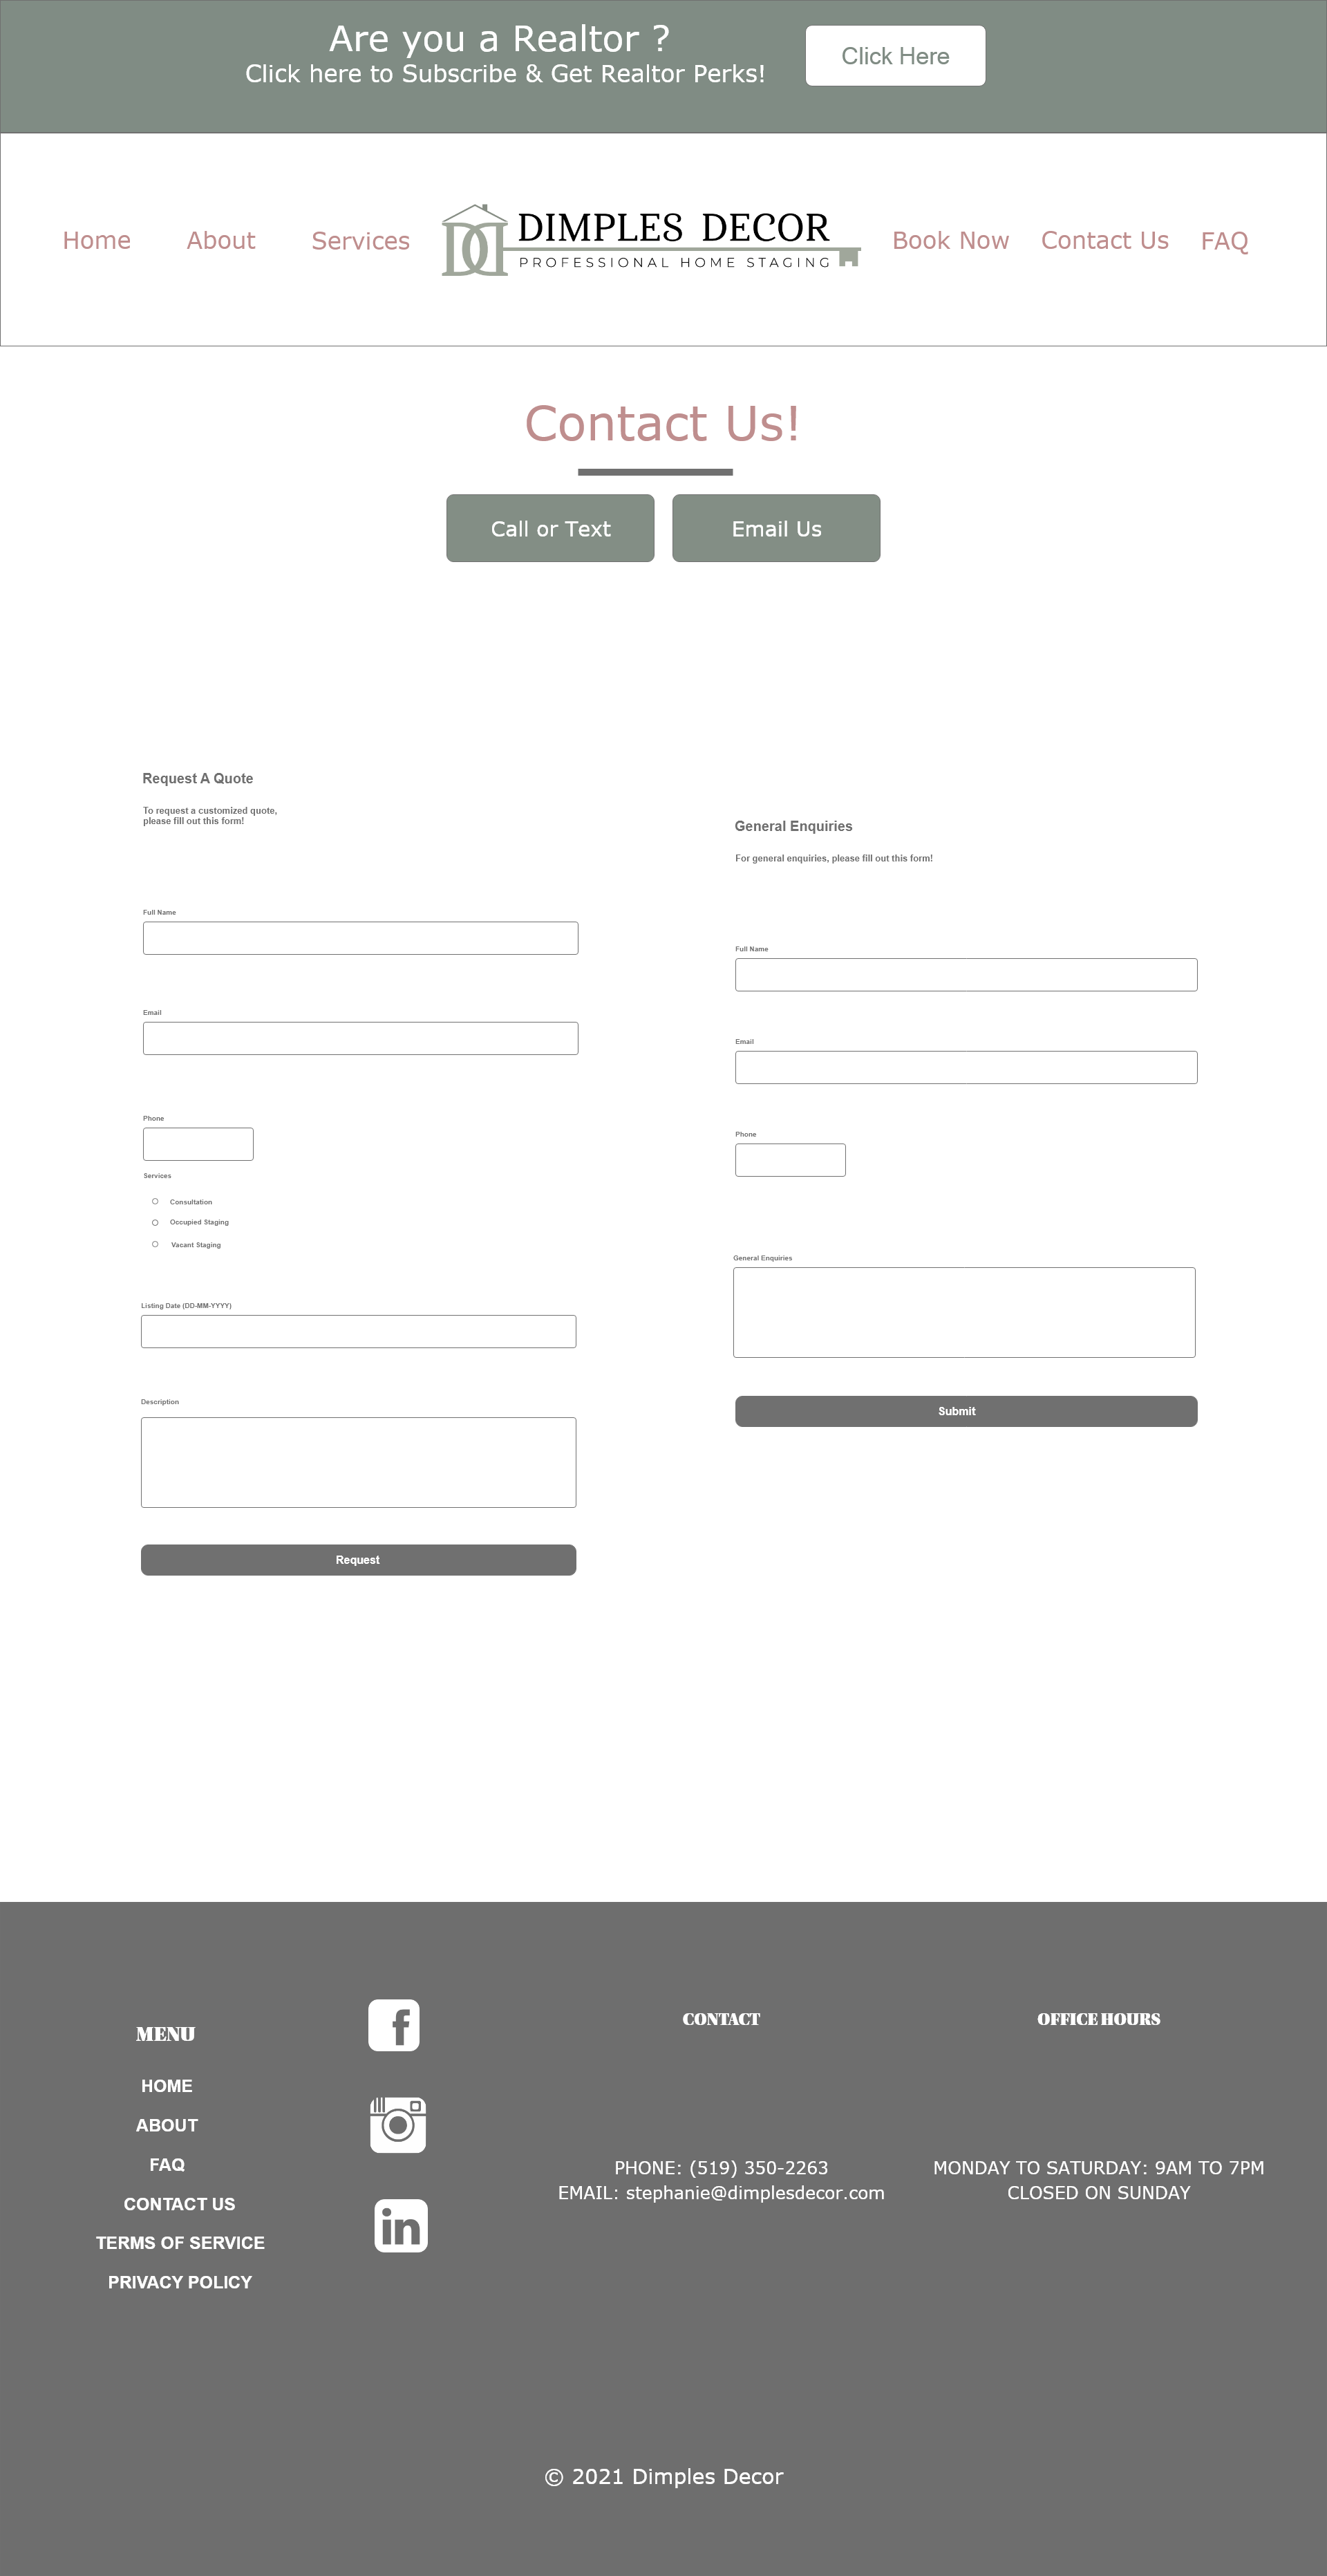 Are you a Realtor ?
Click here to Subscribe & Get Realtor Perks!
Click Here
Home
About
Services
DD
DIMPLES DECOR
PROFESSIONAL HOME STAGING
Book Now
Contact Us
FAQ
Contact Us!
Call or Text
Email Us
Request A Quote
To request a customized quote,
please fill out this form!
Full Name
Email
Phone
Services
Consultation
Occupied Staging
Vacant Staging
Listing Date (DD-MM-YYYY)
Description
Request
General Enquiries
For general enquiries, please fill out this form!
Full Name
Email
Phone
General Enquiries
Submit
MENU
HOME
ABOUT
FAQ
CONTACT US
TERMS OF SERVICE
PRIVACY POLICY
f
in
CONTACT
PHONE: (519) 350-2263
EMAIL: stephanie@dimplesdecor.com
OFFICE HOURS
MONDAY TO SATURDAY: 9AM TO 7PM
CLOSED ON SUNDAY
© 2021 Dimples Decor